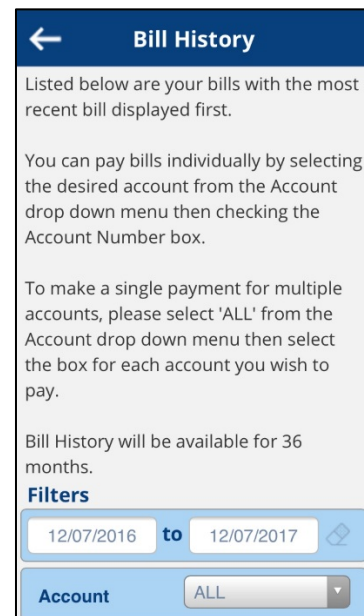 Bill History
Listed below are your bills with the most
recent bill displayed first.
You can pay bills individually by selecting
the desired account from the Account
drop down menu then checking the
Account Number box.
To make a single payment for multiple
accounts, please select 'ALL' from the
Account drop down menu then select
the box for each account you wish to
pay.
Bill History will be available for 36
months.
Filters
12/07/2016 to 12/07/2017
Account ALL